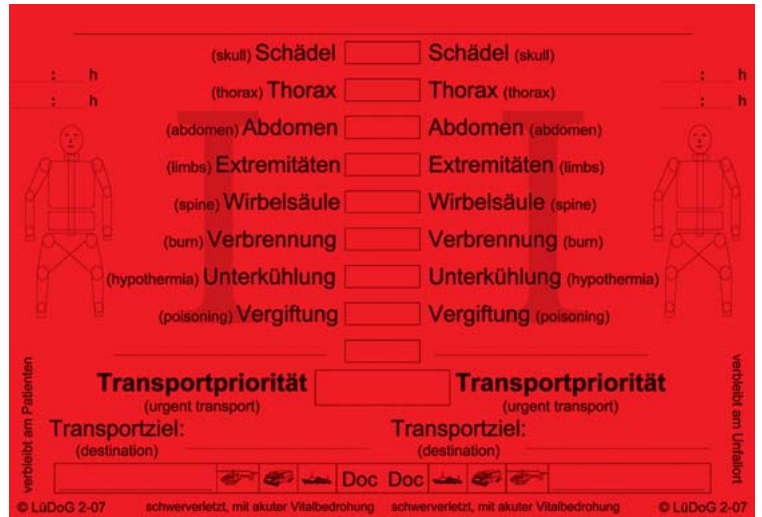 (skull) Schädel Schädel (skull)
: h : h
(thorax) Thorax Thorax (thorax)
: h : h
(abdomen) Abdomen Abdomen (abdomen)
(limbs) Extremitäten Extremitäten (limbs)
(spine) Wirbelsäule Wirbelsäule (spine)
(burn) Verbrennung Verbrennung (burn)
(hypothermia) Unterkühlung Unterkühlung (hypothermia)
(poisoning) Vergiftung Vergiftung (poisoning)
I I
Transportpriorität Transportpriorität
(urgent transport) (urgent transport)
Transportziel: Transportziel:
(destination) (destination)
Doc Doc
verbleibt am Patienten
verbleibt am Unfallort
© LüDoG 2-07 schwerverletzt, mit akuter Vitalbedrohung schwerverletzt, mit akuter Vitalbedrohung © LüDoG 2-07